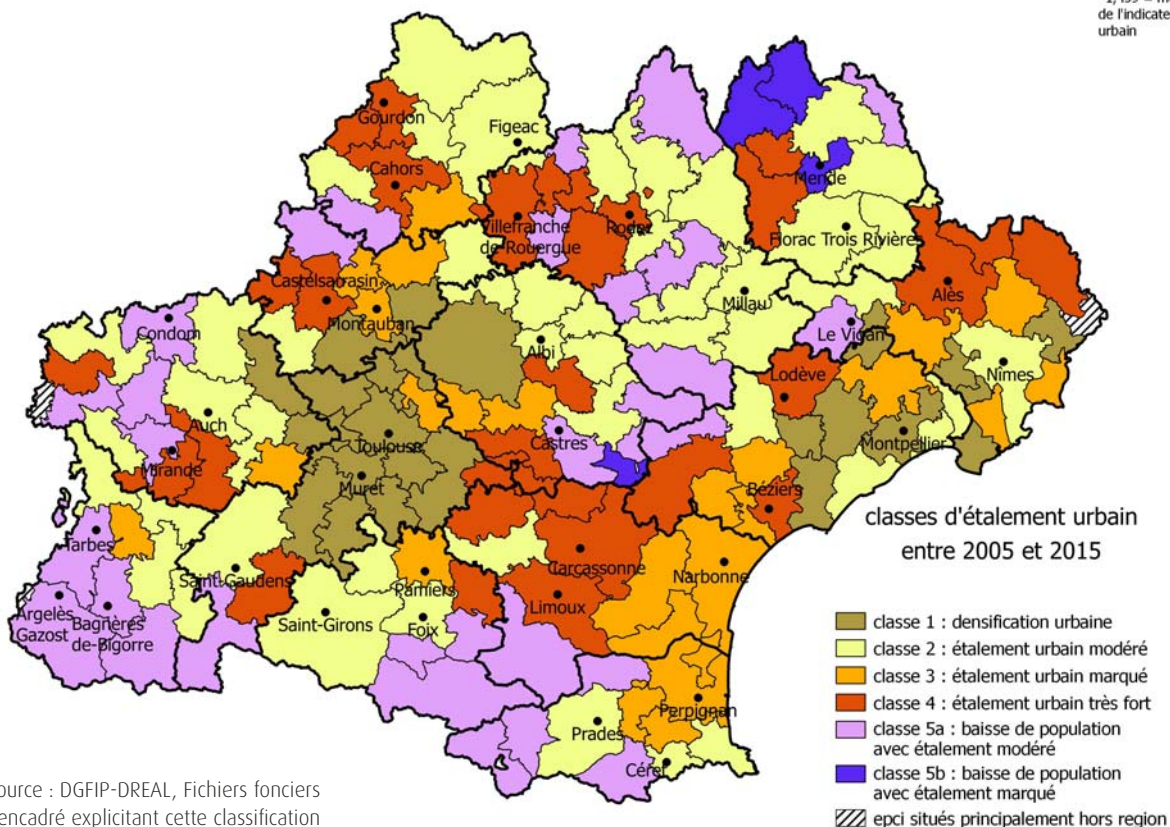 de l'indicate
urbain
Gourdon
Figeac
Cahors
Mende
Villefranche
de-Rouergue
Rodez
Florac Trois Rivières
Castelsarrasin
Alès
Millau
Condom
Montauban
Le Vigan
Albi
Nîmes
Lodève
Auch
Toulouse
Castres
Montpellier
Mirande
Muret
Béziers
classes d'étalement urbain
entre 2005 et 2015
Tarbes
Carcassonne
Narbonne
Saint-Gaudens
Pamiers
Limoux
Argelès
Gazost
Bagnères
de-Bigorre
Saint-Girons
Foix
classe 1 : densification urbaine
classe 2 : étalement urbain modéré
classe 3 : étalement urbain marqué
classe 4 : étalement urbain très fort
classe 5a : baisse de population
avec étalement modéré
classe 5b : baisse de population
avec étalement marqué
epci situés principalement hors region
Perpignan
Prades
Céret
ource : DGFIP-DREAL, Fichiers fonciers
encadré explicitant cette classification